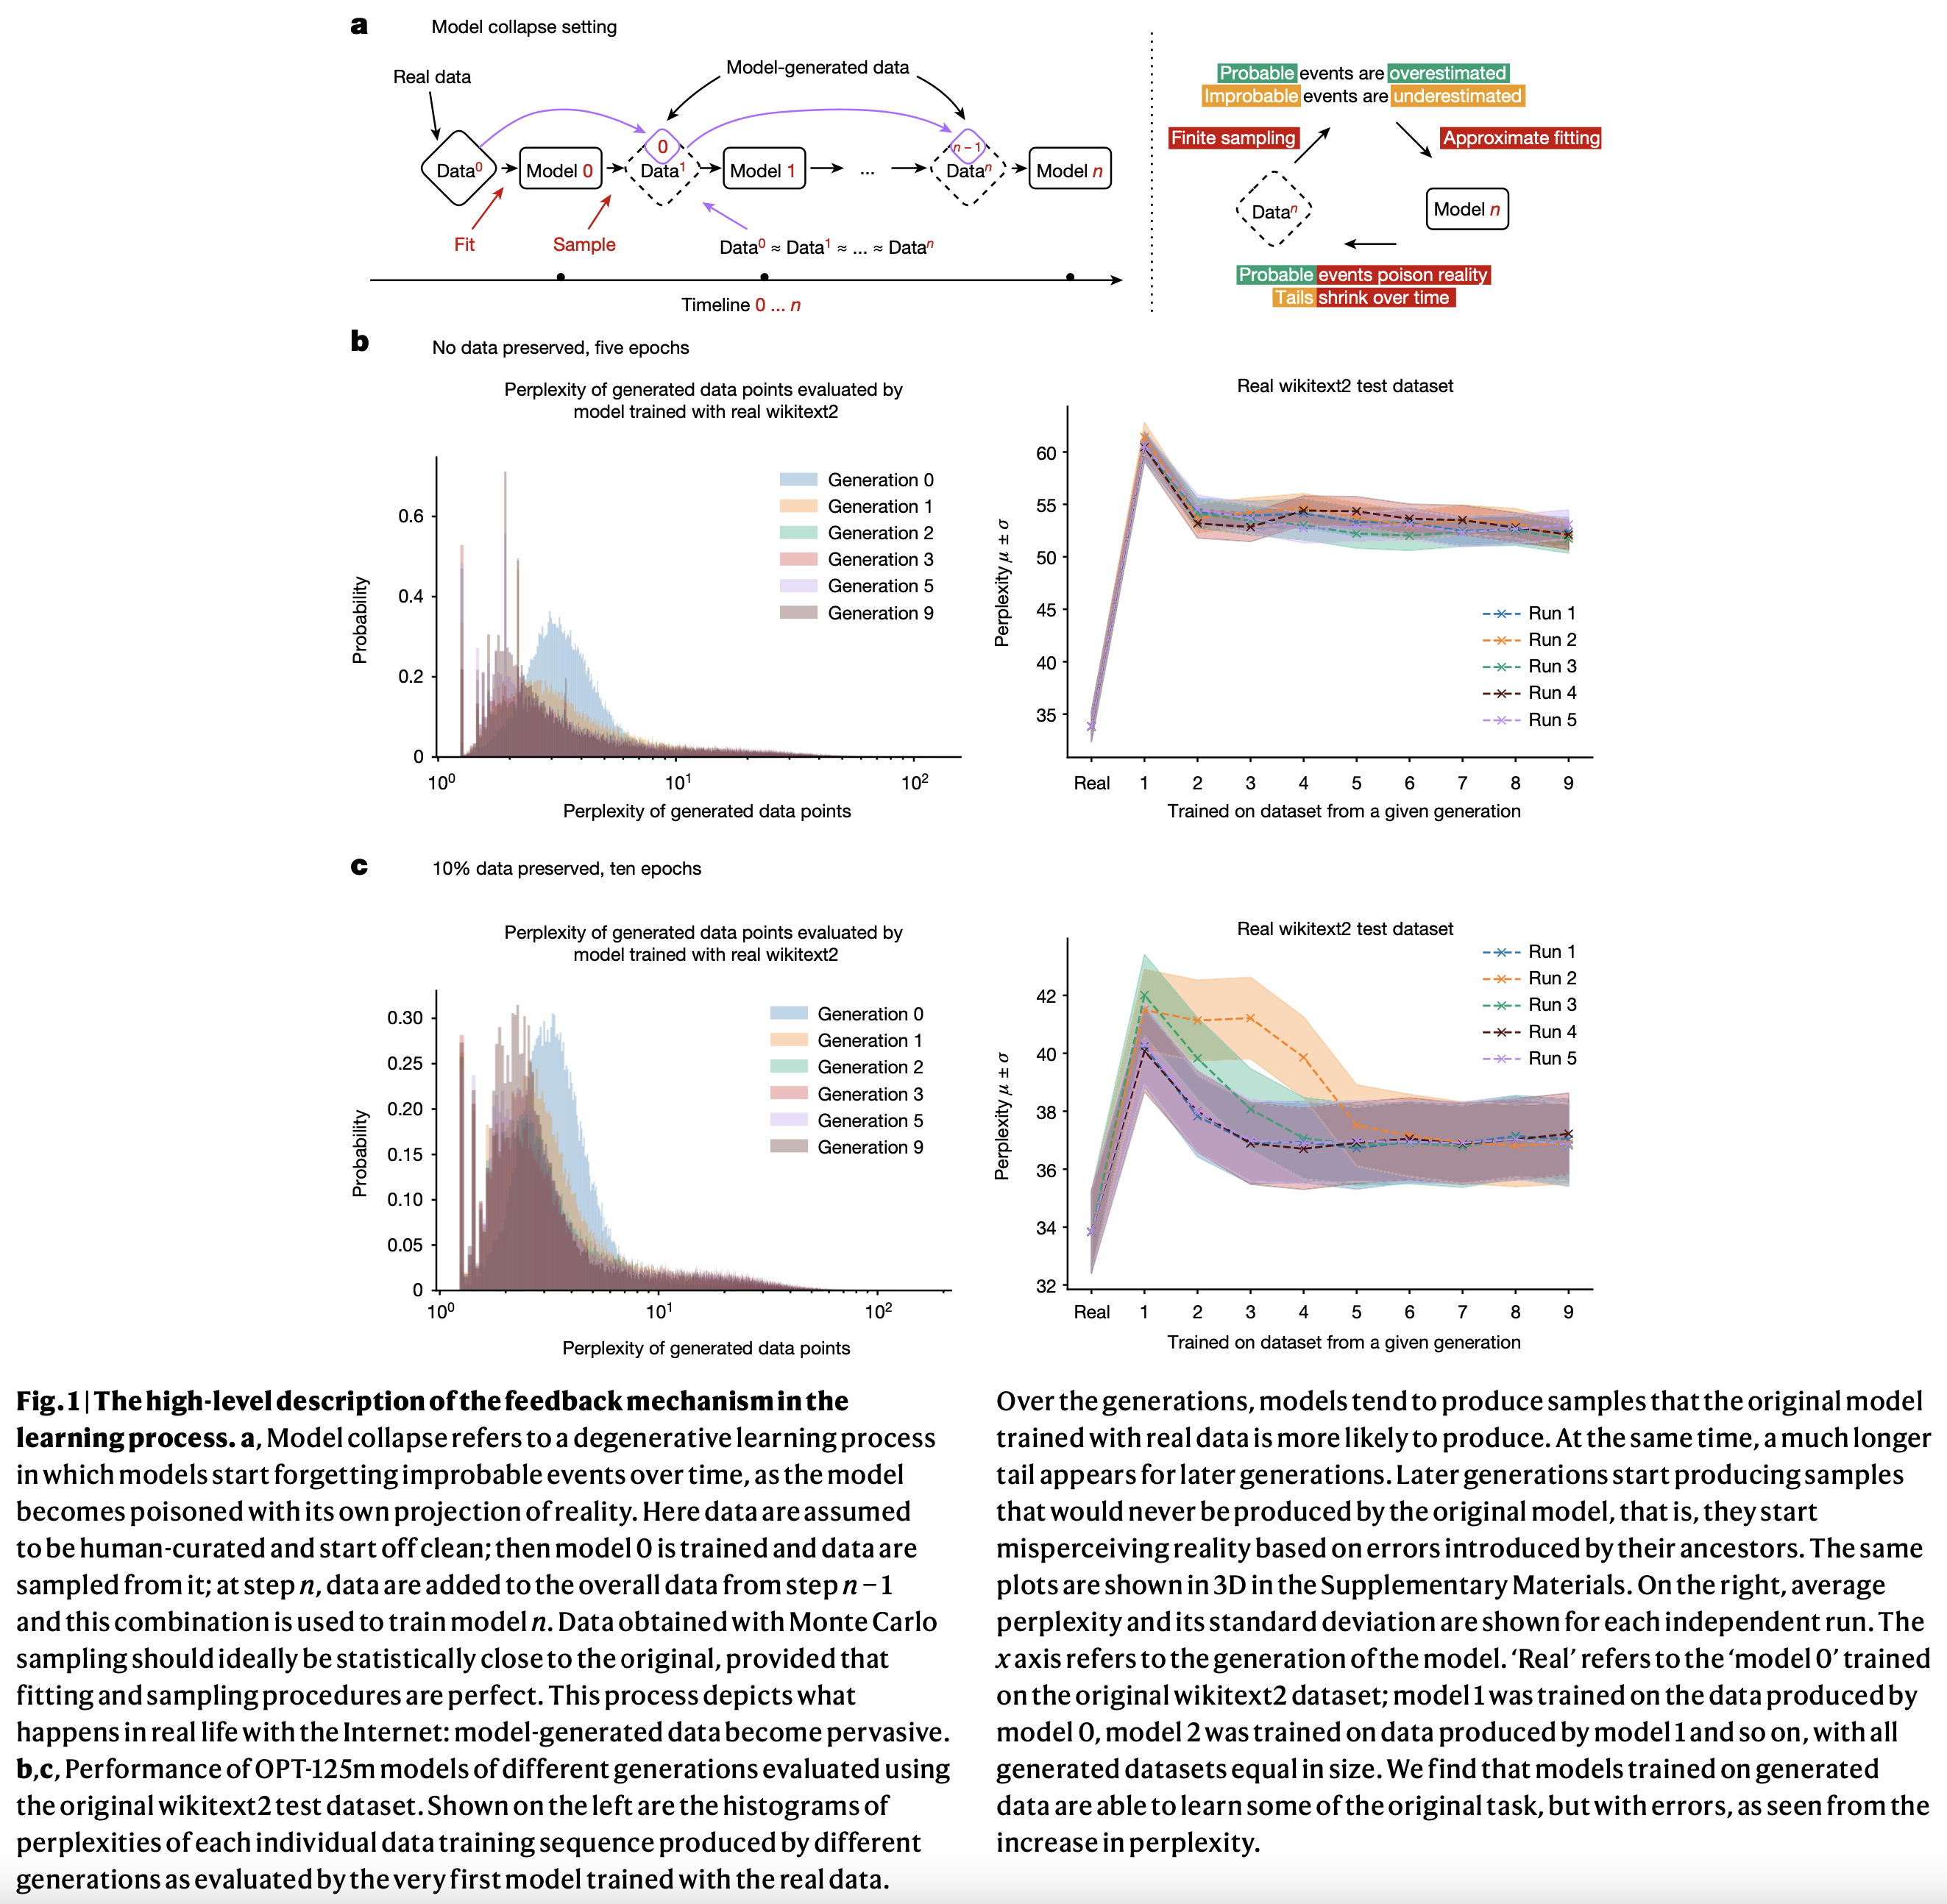 a Model collapse setting
Real data
Model-generated data
Data⁰
Model 0
0
Data¹
Model 1
...
n − 1
Dataⁿ
Model n
Fit
Sample
Data⁰ ≈ Data¹ ≈ ... ≈ Dataⁿ
Timeline 0 ... n
Probable events are overestimated
Improbable events are underestimated
Finite sampling
Approximate fitting
Dataⁿ
Model n
Probable events poison reality
Tails shrink over time
b No data preserved, five epochs
Perplexity of generated data points evaluated by
model trained with real wikitext2
Probability
0.6
0.4
0.2
0
Generation 0
Generation 1
Generation 2
Generation 3
Generation 5
Generation 9
10⁰ 10¹ 10²
Perplexity of generated data points
Real wikitext2 test dataset
Perplexity μ ± σ
60
55
50
45
40
35
Run 1
Run 2
Run 3
Run 4
Run 5
Real 1 2 3 4 5 6 7 8 9
Trained on dataset from a given generation
c 10% data preserved, ten epochs
Perplexity of generated data points evaluated by
model trained with real wikitext2
Probability
0.30
0.25
0.20
0.15
0.10
0.05
0
Generation 0
Generation 1
Generation 2
Generation 3
Generation 5
Generation 9
10⁰ 10¹ 10²
Perplexity of generated data points
Real wikitext2 test dataset
Perplexity μ ± σ
42
40
38
36
34
32
Run 1
Run 2
Run 3
Run 4
Run 5
Real 1 2 3 4 5 6 7 8 9
Trained on dataset from a given generation
Fig. 1 | The high-level description of the feedback mechanism in the
learning process. a, Model collapse refers to a degenerative learning process
in which models start forgetting improbable events over time, as the model
becomes poisoned with its own projection of reality. Here data are assumed
to be human-curated and start off clean; then model 0 is trained and data are
sampled from it; at step n, data are added to the overall data from step n − 1
and this combination is used to train model n. Data obtained with Monte Carlo
sampling should ideally be statistically close to the original, provided that
fitting and sampling procedures are perfect. This process depicts what
happens in real life with the Internet: model-generated data become pervasive.
b,c, Performance of OPT-125m models of different generations evaluated using
the original wikitext2 test dataset. Shown on the left are the histograms of
perplexities of each individual data training sequence produced by different
generations as evaluated by the very first model trained with the real data.
Over the generations, models tend to produce samples that the original model
trained with real data is more likely to produce. At the same time, a much longer
tail appears for later generations. Later generations start producing samples
that would never be produced by the original model, that is, they start
misperceiving reality based on errors introduced by their ancestors. The same
plots are shown in 3D in the Supplementary Materials. On the right, average
perplexity and its standard deviation are shown for each independent run. The
x axis refers to the generation of the model. ‘Real’ refers to the ‘model 0’ trained
on the original wikitext2 dataset; model 1 was trained on the data produced by
model 0, model 2 was trained on data produced by model 1 and so on, with all
generated datasets equal in size. We find that models trained on generated
data are able to learn some of the original task, but with errors, as seen from the
increase in perplexity.